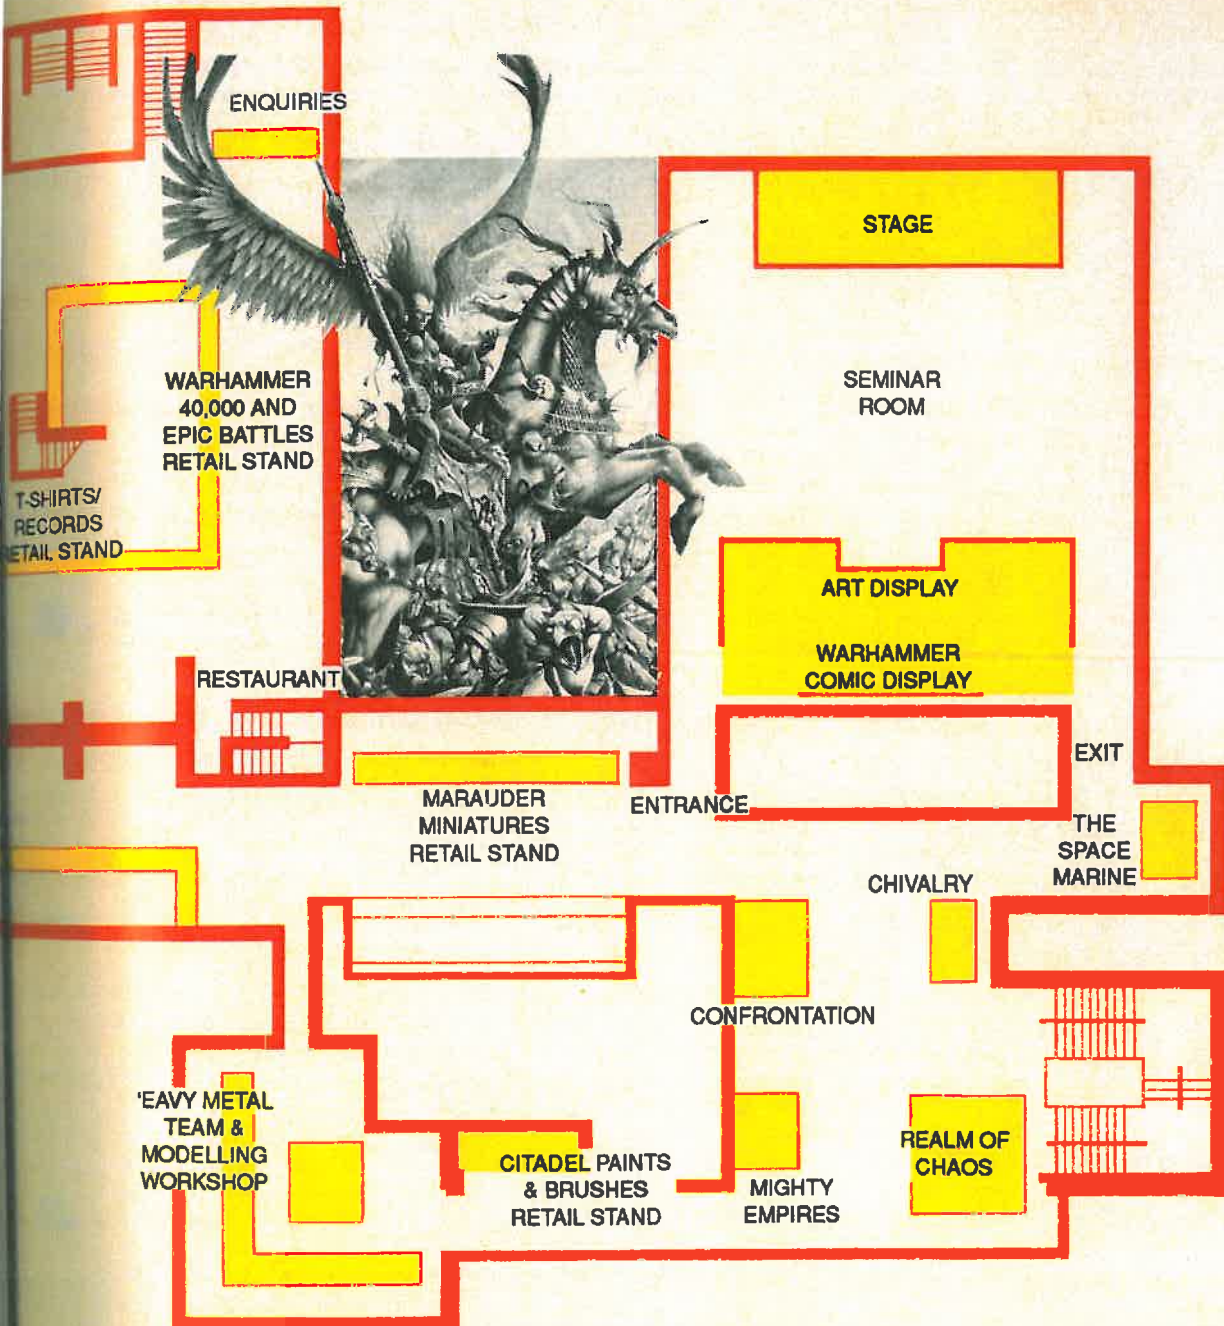 ENQUIRIES
STAGE
WARHAMMER
40,000 AND
EPIC BATTLES
RETAIL STAND
SEMINAR
ROOM
T-SHIRTS/
RECORDS
RETAIL STAND
ART DISPLAY
WARHAMMER
COMIC DISPLAY
RESTAURANT
EXIT
MARAUDER
MINIATURES
RETAIL STAND
ENTRANCE
THE
SPACE
MARINE
CHIVALRY
CONFRONTATION
'EAVY METAL
TEAM &
MODELLING
WORKSHOP
CITADEL PAINTS
& BRUSHES
RETAIL STAND
MIGHTY
EMPIRES
REALM OF
CHAOS